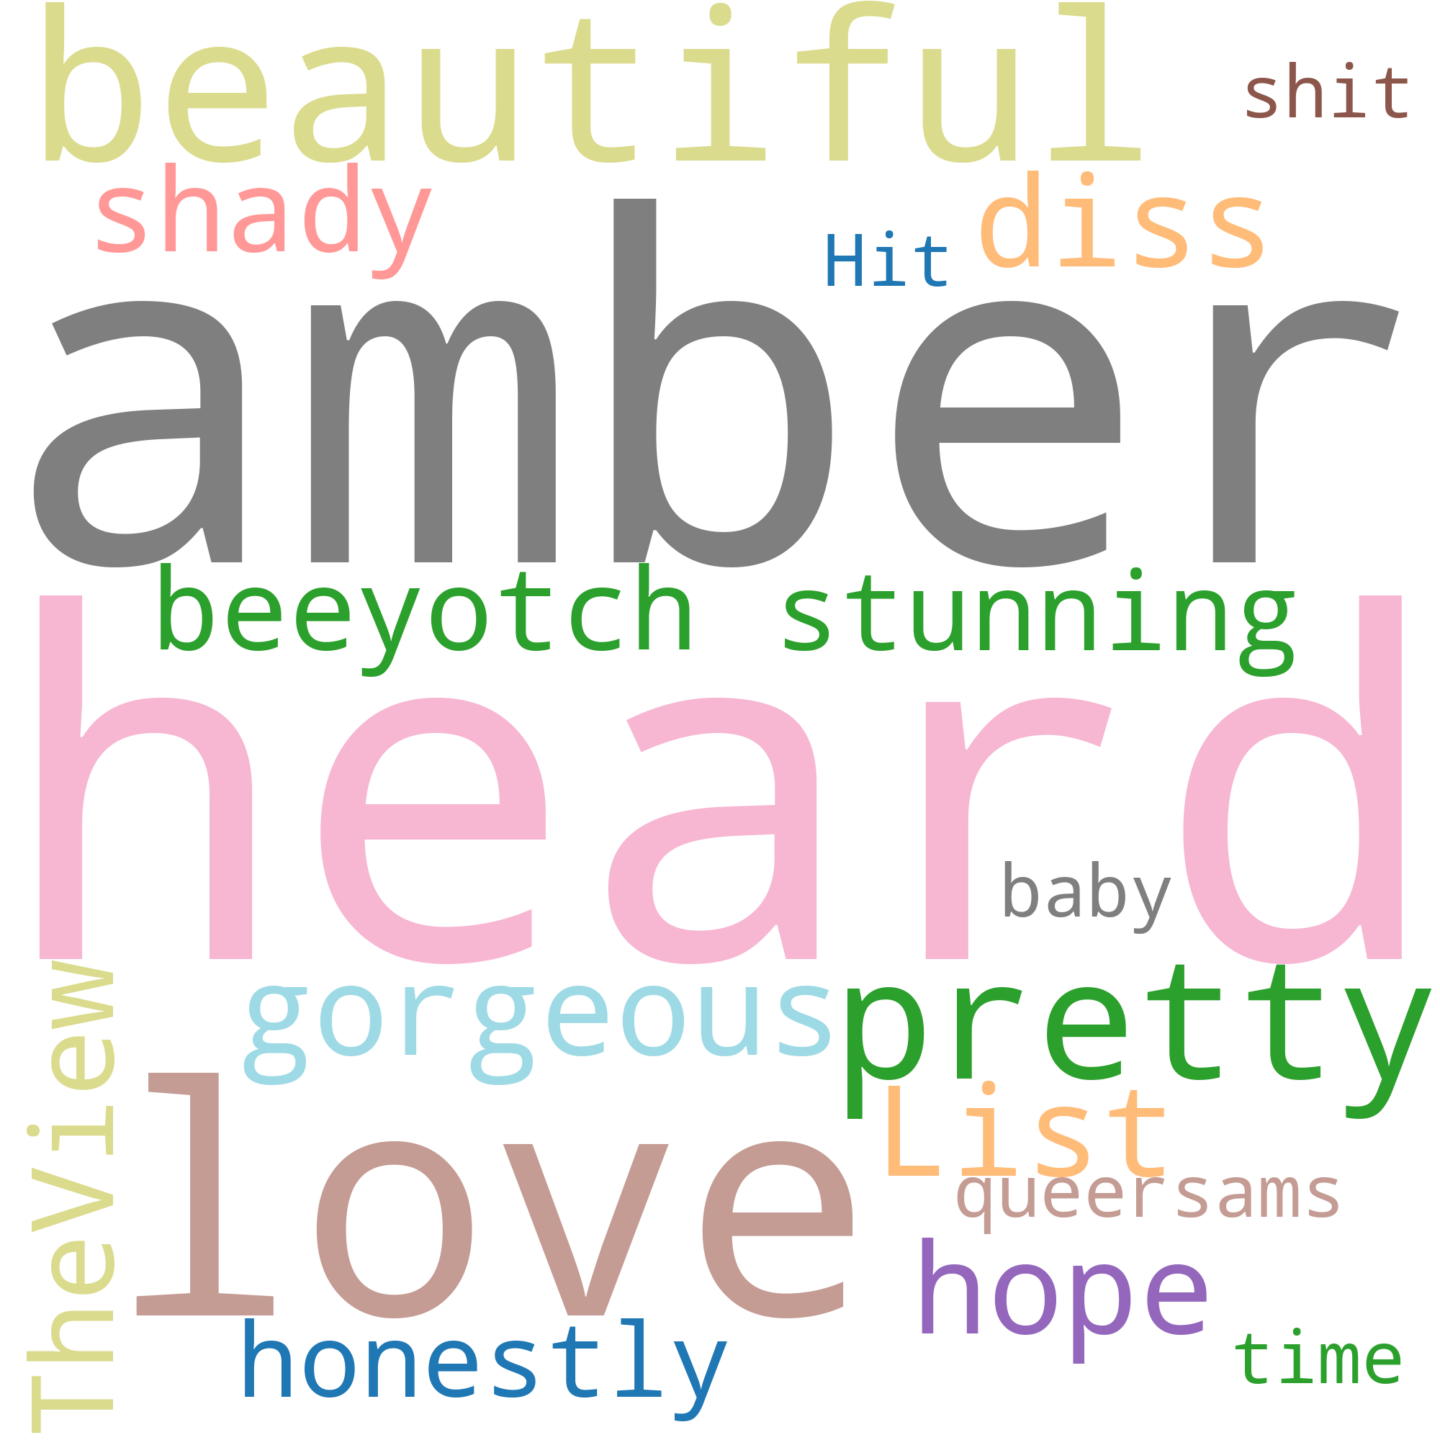 beautiful
shit
shady
diss
Hit
amber
beeyotch stunning
heard
baby
TheView
gorgeous
pretty
love
List
queersams
hope
honestly
time